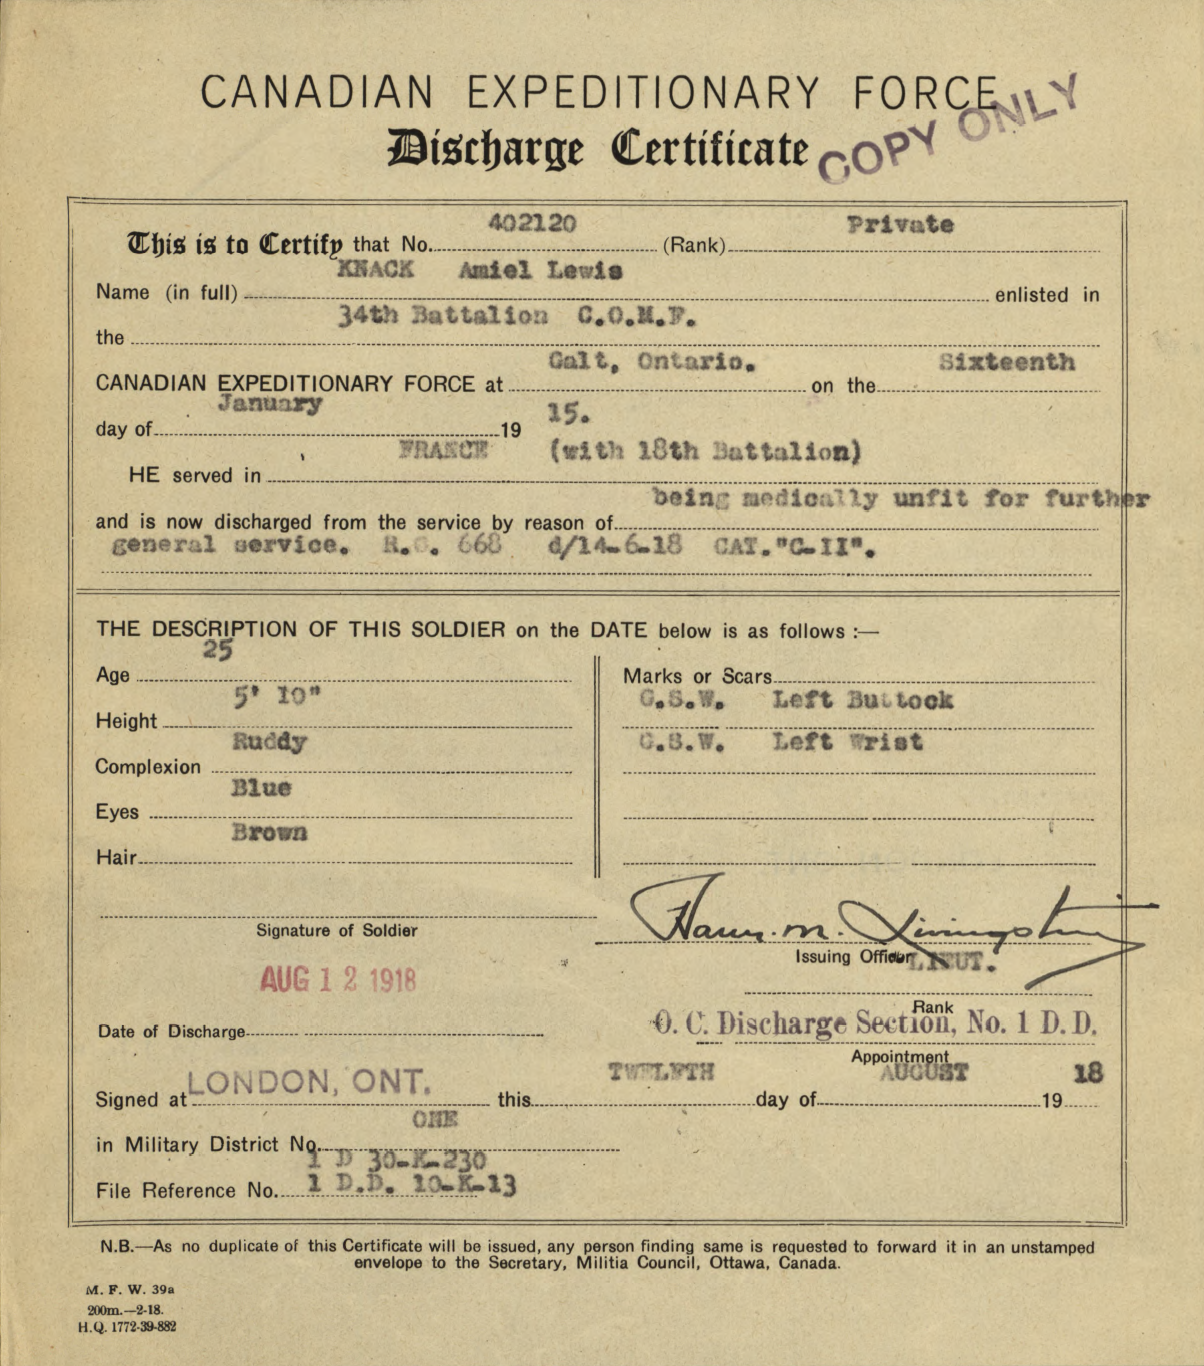 CANADIAN EXPEDITIONARY FORCE
COPY ONLY
Discharge Certificate
402120 Private
This is to Certify that No. (Rank)
KNACK Amiel Lewis
Name (in full) enlisted in
34th Battalion C.O.M.F.
the
Galt, Ontario. Sixteenth
CANADIAN EXPEDITIONARY FORCE at on the
January 15.
day of 19
FRANCE (with 18th Battalion)
HE served in
being medically unfit for further
and is now discharged from the service by reason of
general service. R.O. 668 d/14-6-18 CAT."C-II".
THE DESCRIPTION OF THIS SOLDIER on the DATE below is as follows :—
25
Age
Marks or Scars
5' 10"
G.S.W. Left Buttock
Height
Ruddy
G.S.W. Left Wrist
Complexion
Blue
Eyes
Brown
Hair
Signature of Soldier
Harry. M. Livingston
Issuing Officer LIEUT.
AUG 12 1918
Rank
Date of Discharge
O. C. Discharge Section, No. 1 D.D.
Appointment
LONDON, ONT. TWELFTH AUGUST 18
Signed at this day of 19
ONE
in Military District No.
1 D 30-K-230
File Reference No. 1 D.D. 10-K-13
N.B.—As no duplicate of this Certificate will be issued, any person finding same is requested to forward it in an unstamped
envelope to the Secretary, Militia Council, Ottawa, Canada.
M. F. W. 39a
200m.—2-18.
H.Q. 1772-39-882